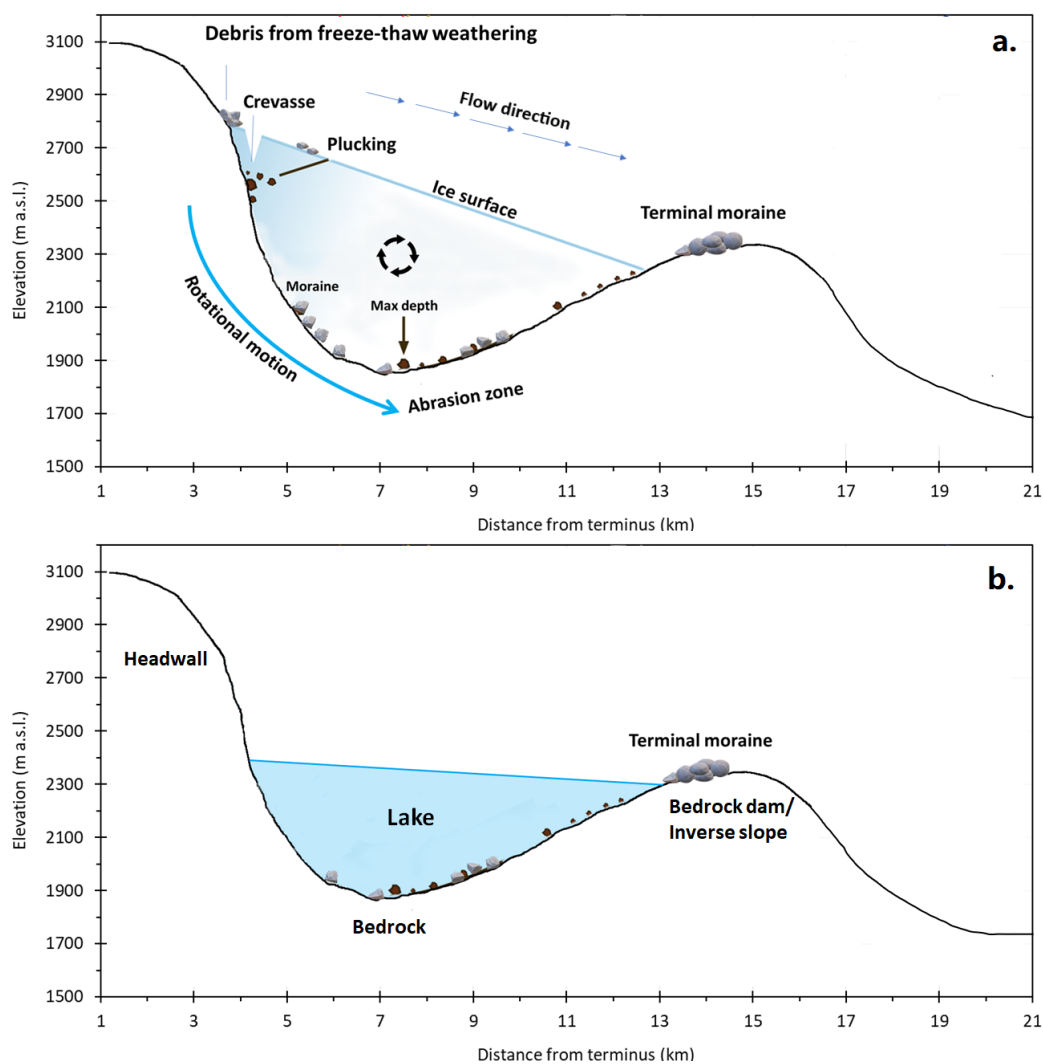 a.
Debris from freeze-thaw weathering
Crevasse
Flow direction
Plucking
Ice surface
Terminal moraine
Moraine
Max depth
Rotational motion
Abrasion zone
Elevation (m a.s.l.)
3100
2900
2700
2500
2300
2100
1900
1700
1500
1 3 5 7 9 11 13 15 17 19 21
Distance from terminus (km)
b.
Headwall
Terminal moraine
Lake
Bedrock dam/
Inverse slope
Bedrock
Elevation (m a.s.l.)
3100
2900
2700
2500
2300
2100
1900
1700
1500
1 3 5 7 9 11 13 15 17 19 21
Distance from terminus (km)